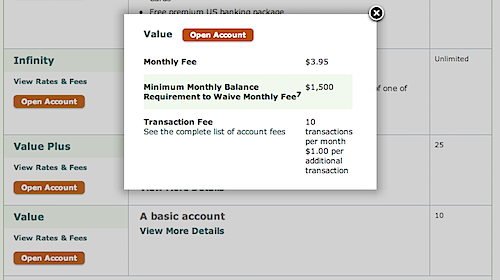 cards
• Free premium US banking package
Value Open Account
Monthly Fee $3.95
Minimum Monthly Balance
Requirement to Waive Monthly Fee7 $1,500
Transaction Fee
See the complete list of account fees
10
transactions
per month
$1.00 per
additional
transaction
Infinity
View Rates & Fees
Open Account
of one of
Unlimited
Value Plus
View Rates & Fees
Open Account
View More Details
25
Value
View Rates & Fees
Open Account
A basic account
View More Details
10